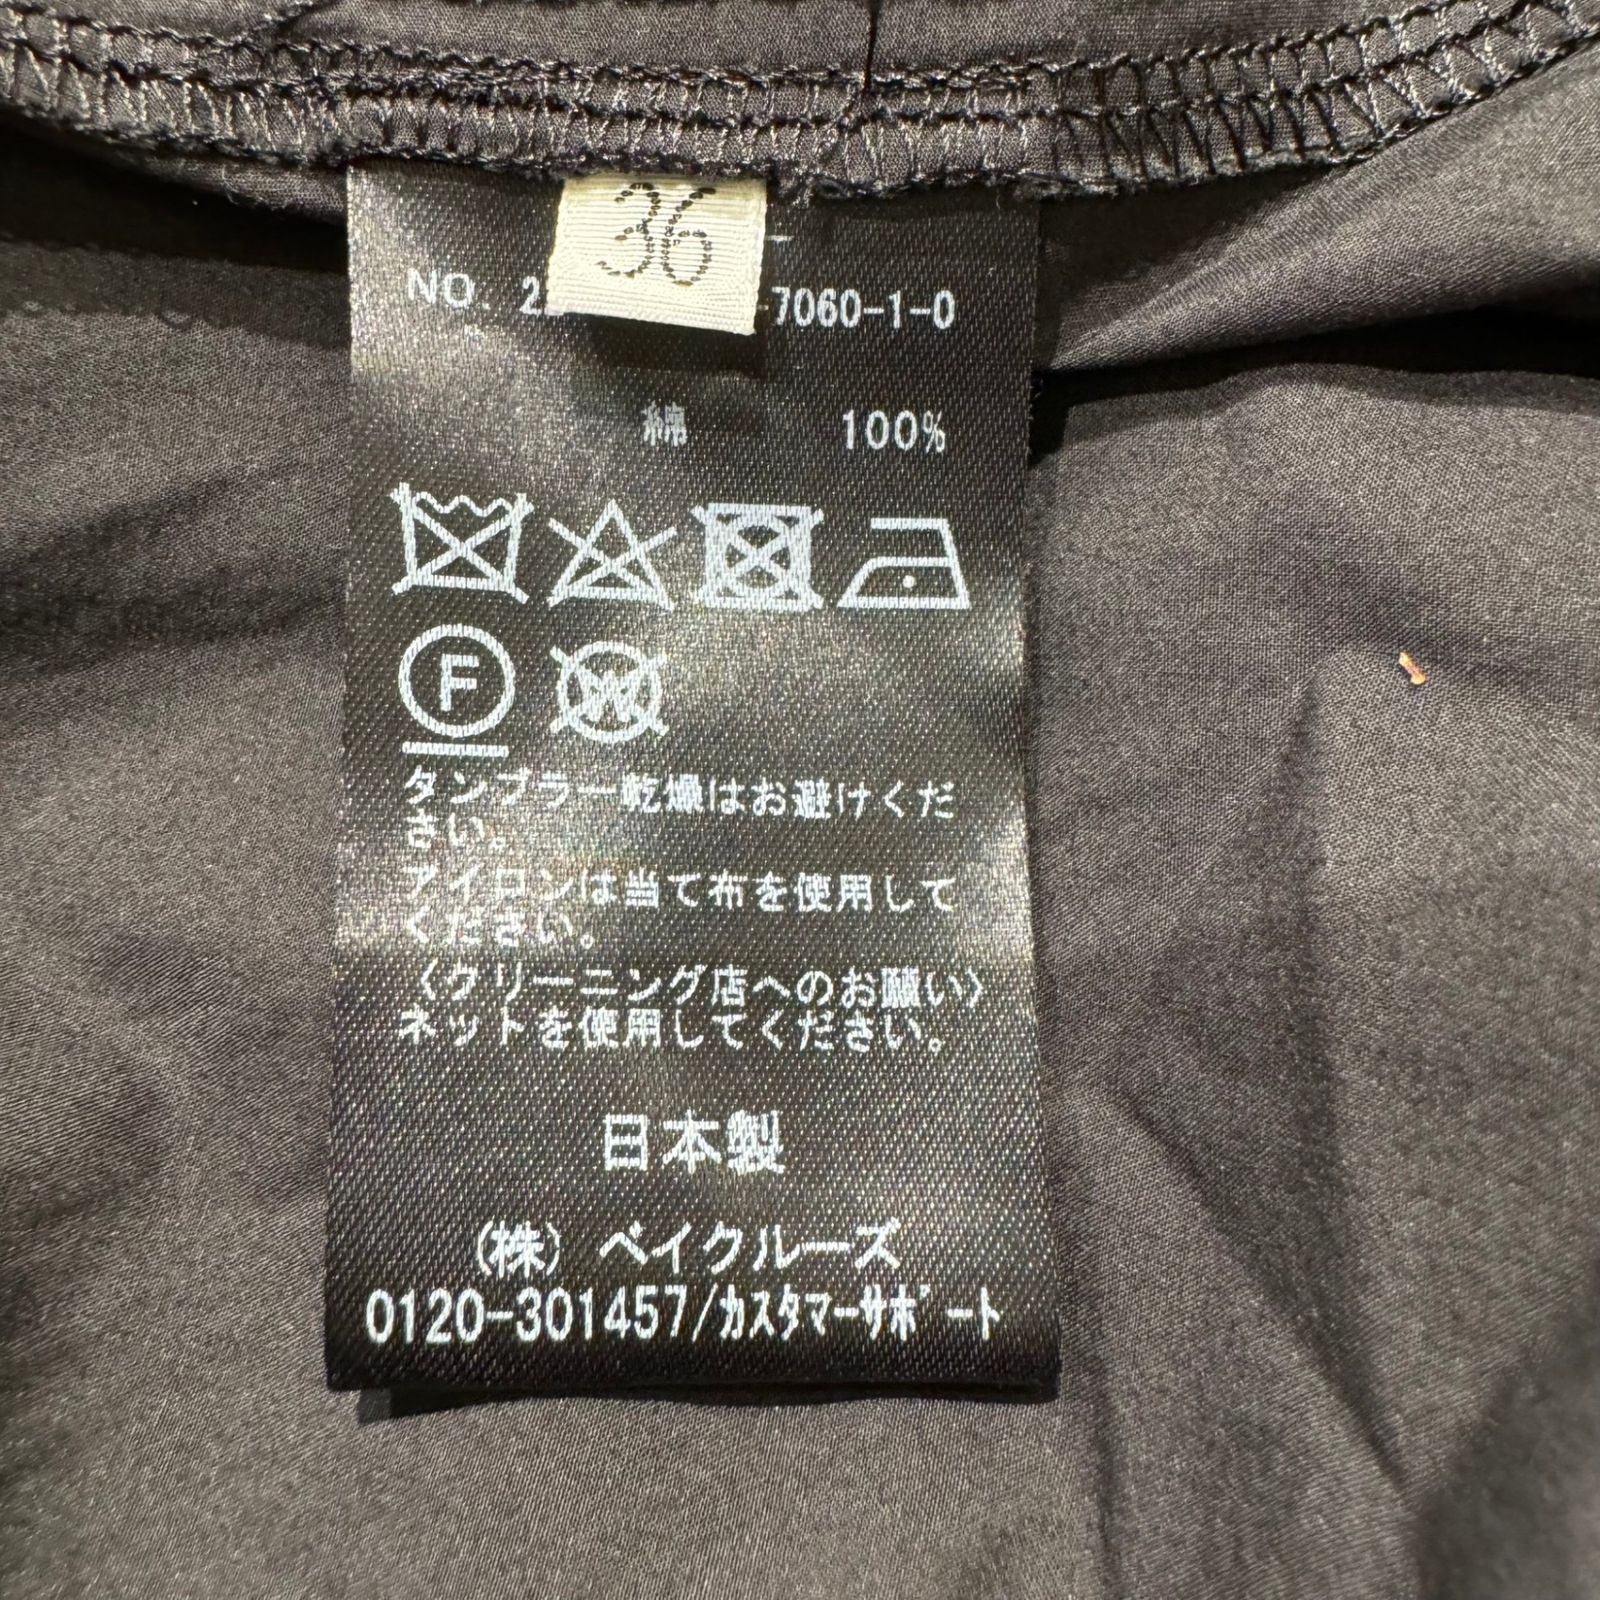 36
NO. 2 -7060-1-0
綿 100%
F
W
タンブラー乾燥はお避けくだ
さい。
アイロンは当て布を使用して
ください。
〈クリーニング店へのお願い〉
ネットを使用してください。
日本製
(株) ベイクルーズ
0120-301457/カスタマーサポート